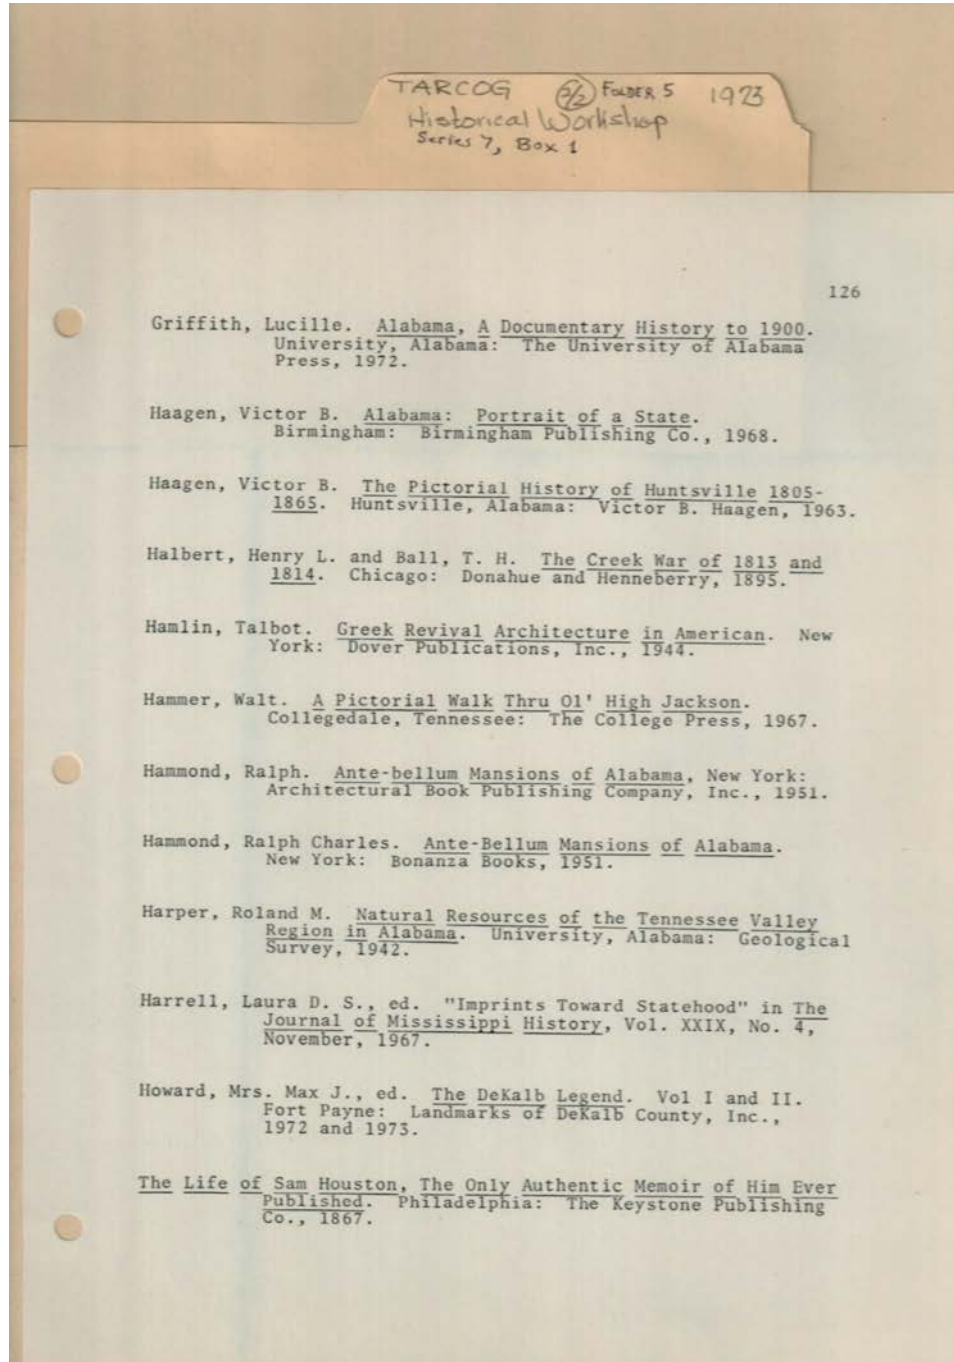 TARCOG 2/2 FOLDER 5 1973
Historical Workshop
Series 7, Box 1
126
Griffith, Lucille. Alabama, A Documentary History to 1900.
University, Alabama: The University of Alabama
Press, 1972.
Haagen, Victor B. Alabama: Portrait of a State.
Birmingham: Birmingham Publishing Co., 1968.
Haagen, Victor B. The Pictorial History of Huntsville 1805-
1865. Huntsville, Alabama: Victor B. Haagen, 1963.
Halbert, Henry L. and Ball, T. H. The Creek War of 1813 and
1814. Chicago: Donahue and Henneberry, 1895.
Hamlin, Talbot. Greek Revival Architecture in American. New
York: Dover Publications, Inc., 1944.
Hammer, Walt. A Pictorial Walk Thru Ol' High Jackson.
Collegedale, Tennessee: The College Press, 1967.
Hammond, Ralph. Ante-bellum Mansions of Alabama, New York:
Architectural Book Publishing Company, Inc., 1951.
Hammond, Ralph Charles. Ante-Bellum Mansions of Alabama.
New York: Bonanza Books, 1951.
Harper, Roland M. Natural Resources of the Tennessee Valley
Region in Alabama. University, Alabama: Geological
Survey, 1942.
Harrell, Laura D. S., ed. "Imprints Toward Statehood" in The
Journal of Mississippi History, Vol. XXIX, No. 4,
November, 1967.
Howard, Mrs. Max J., ed. The DeKalb Legend. Vol I and II.
Fort Payne: Landmarks of DeKalb County, Inc.,
1972 and 1973.
The Life of Sam Houston, The Only Authentic Memoir of Him Ever
Published. Philadelphia: The Keystone Publishing
Co., 1867.